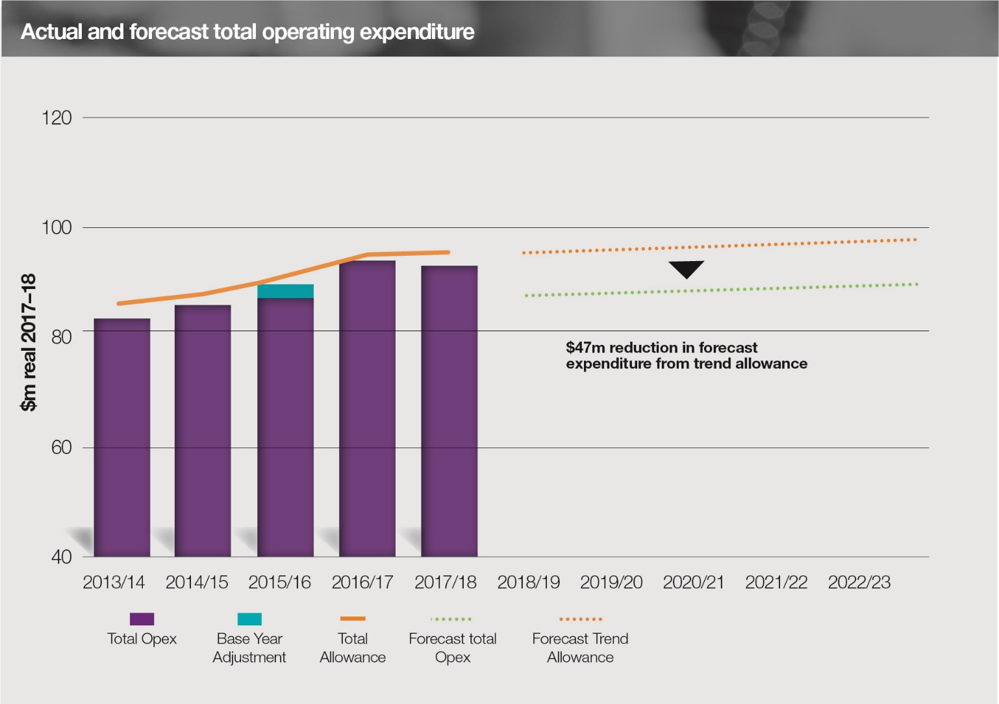 Actual and forecast total operating expenditure
120
100
80
60
40
$m real 2017–18
$47m reduction in forecast
expenditure from trend allowance
2013/14 2014/15 2015/16 2016/17 2017/18 2018/19 2019/20 2020/21 2021/22 2022/23
Total Opex
Base Year
Adjustment
Total
Allowance
Forecast total
Opex
Forecast Trend
Allowance